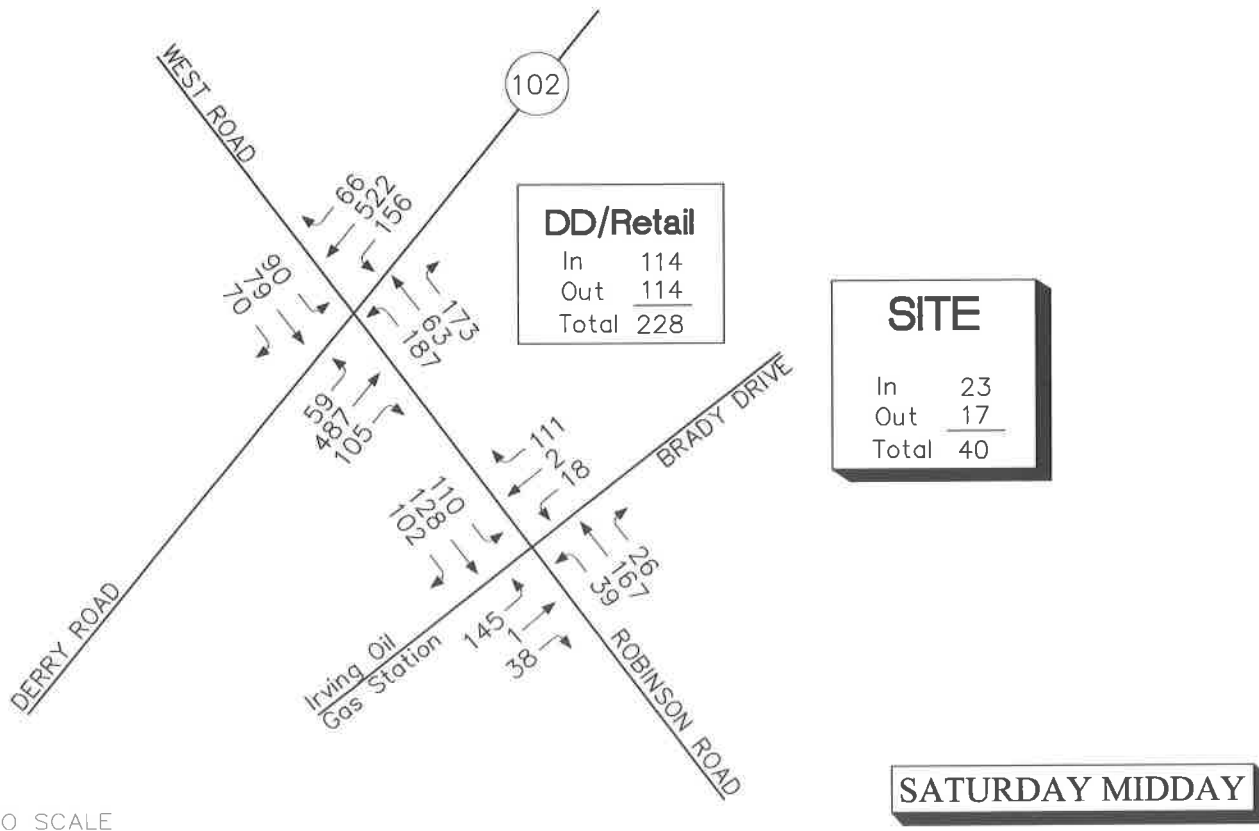 WEST ROAD
102
66
522
156
90
79
70
173
63
187
59
487
105
DD/Retail
In 114
Out 114
Total 228
SITE
In 23
Out 17
Total 40
BRADY DRIVE
111
2
18
110
128
102
26
167
39
145
1
38
DERRY ROAD
Irving Oil
Gas Station
ROBINSON ROAD
SATURDAY MIDDAY
O SCALE